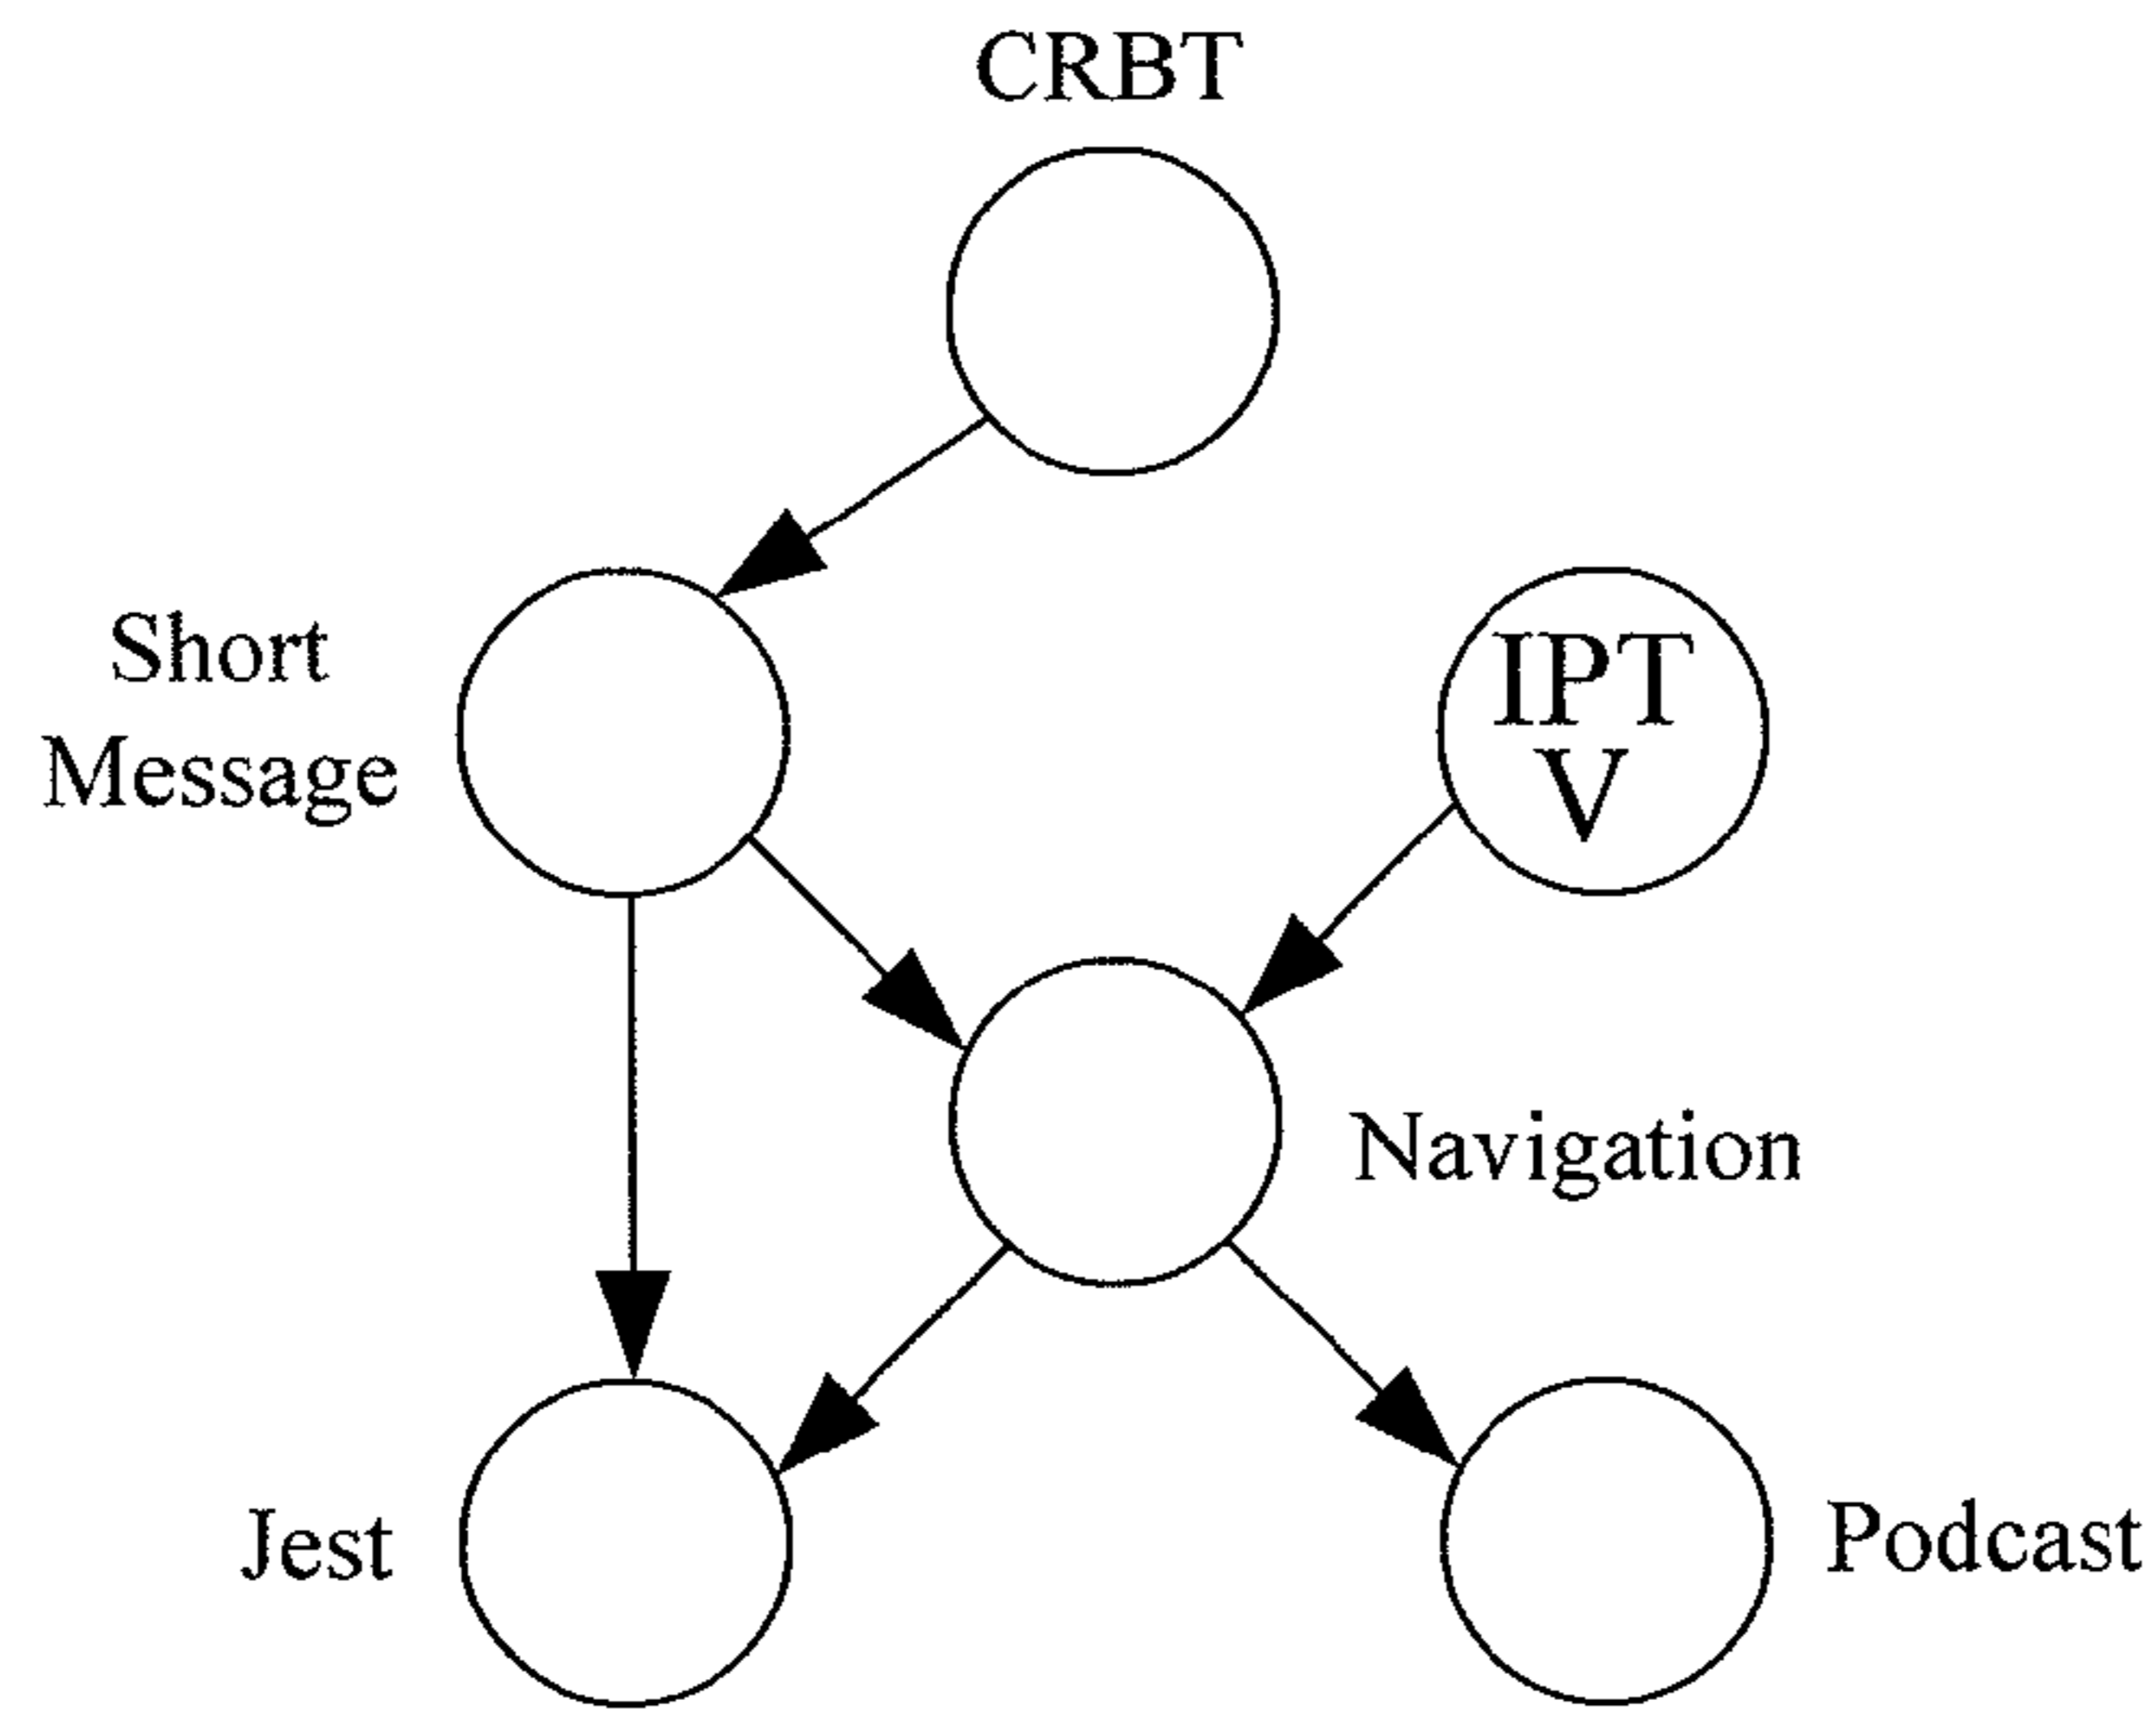 CRBT
Short
Message
IPT
V
Navigation
Jest
Podcast